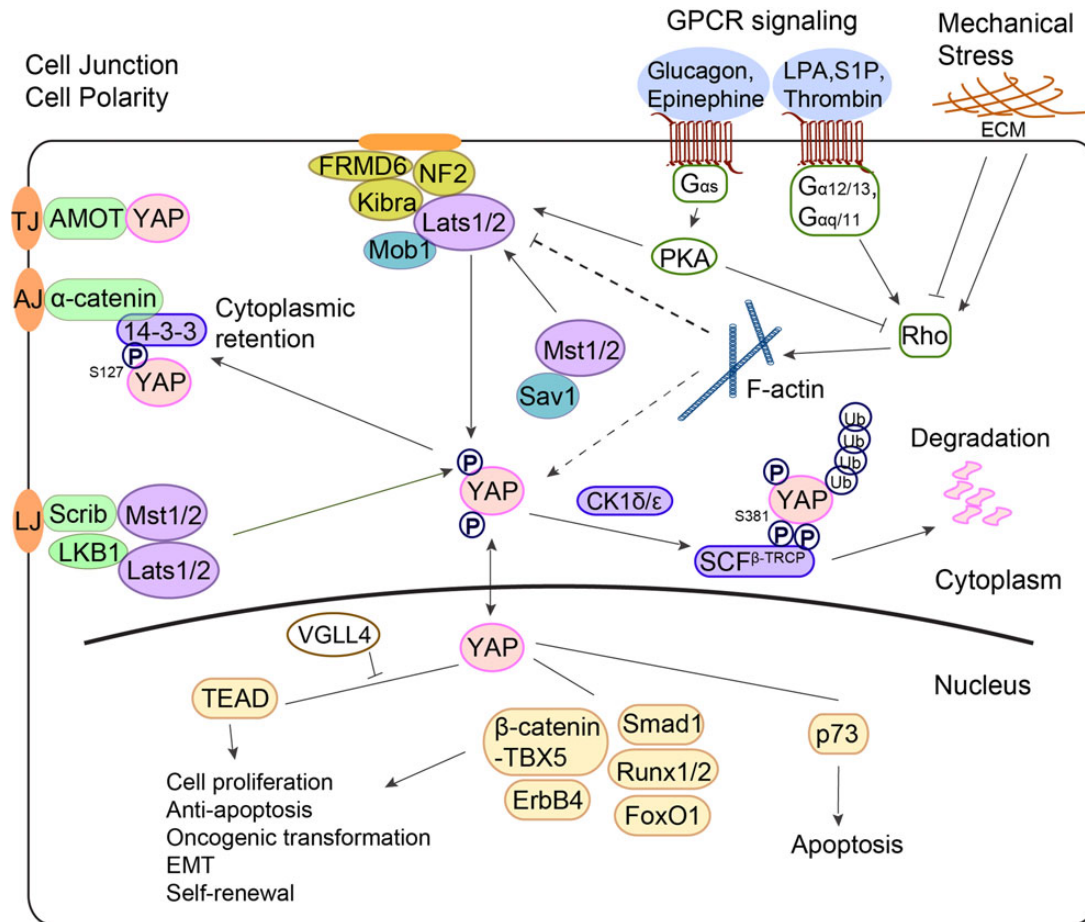 GPCR signaling
Mechanical
Stress
Cell Junction
Cell Polarity
Glucagon,
Epinephine
LPA,S1P,
Thrombin
ECM
FRMD6
NF2
Kibra
Lats1/2
Mob1
Gαs
Gα12/13,
Gαq/11
PKA
Rho
TJ
AMOT
YAP
AJ
α-catenin
14-3-3
P
S127
YAP
Cytoplasmic
retention
Mst1/2
Sav1
F-actin
LJ
Scrib
Mst1/2
LKB1
Lats1/2
P
YAP
P
CK1δ/ε
Ub
Ub
Ub
Ub
P
YAP
S381
P
P
SCFβ-TRCP
Degradation
Cytoplasm
VGLL4
YAP
Nucleus
TEAD
β-catenin
-TBX5
ErbB4
Smad1
Runx1/2
FoxO1
p73
Cell proliferation
Anti-apoptosis
Oncogenic transformation
EMT
Self-renewal
Apoptosis